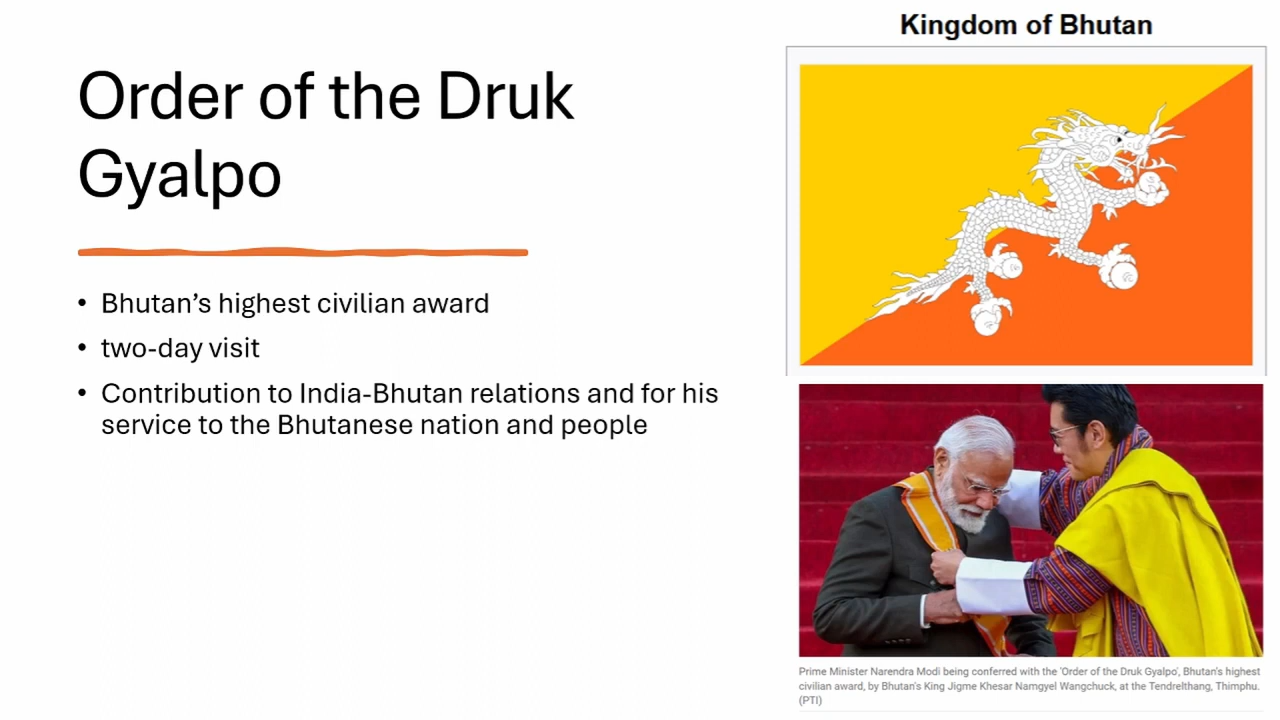 Order of the Druk
Gyalpo
• Bhutan’s highest civilian award
• two-day visit
• Contribution to India-Bhutan relations and for his
service to the Bhutanese nation and people
Kingdom of Bhutan
Prime Minister Narendra Modi being conferred with the 'Order of the Druk Gyalpo', Bhutan's highest
civilian award, by Bhutan's King Jigme Khesar Namgyel Wangchuck, at the Tendrelthang, Thimphu.
(PTI)